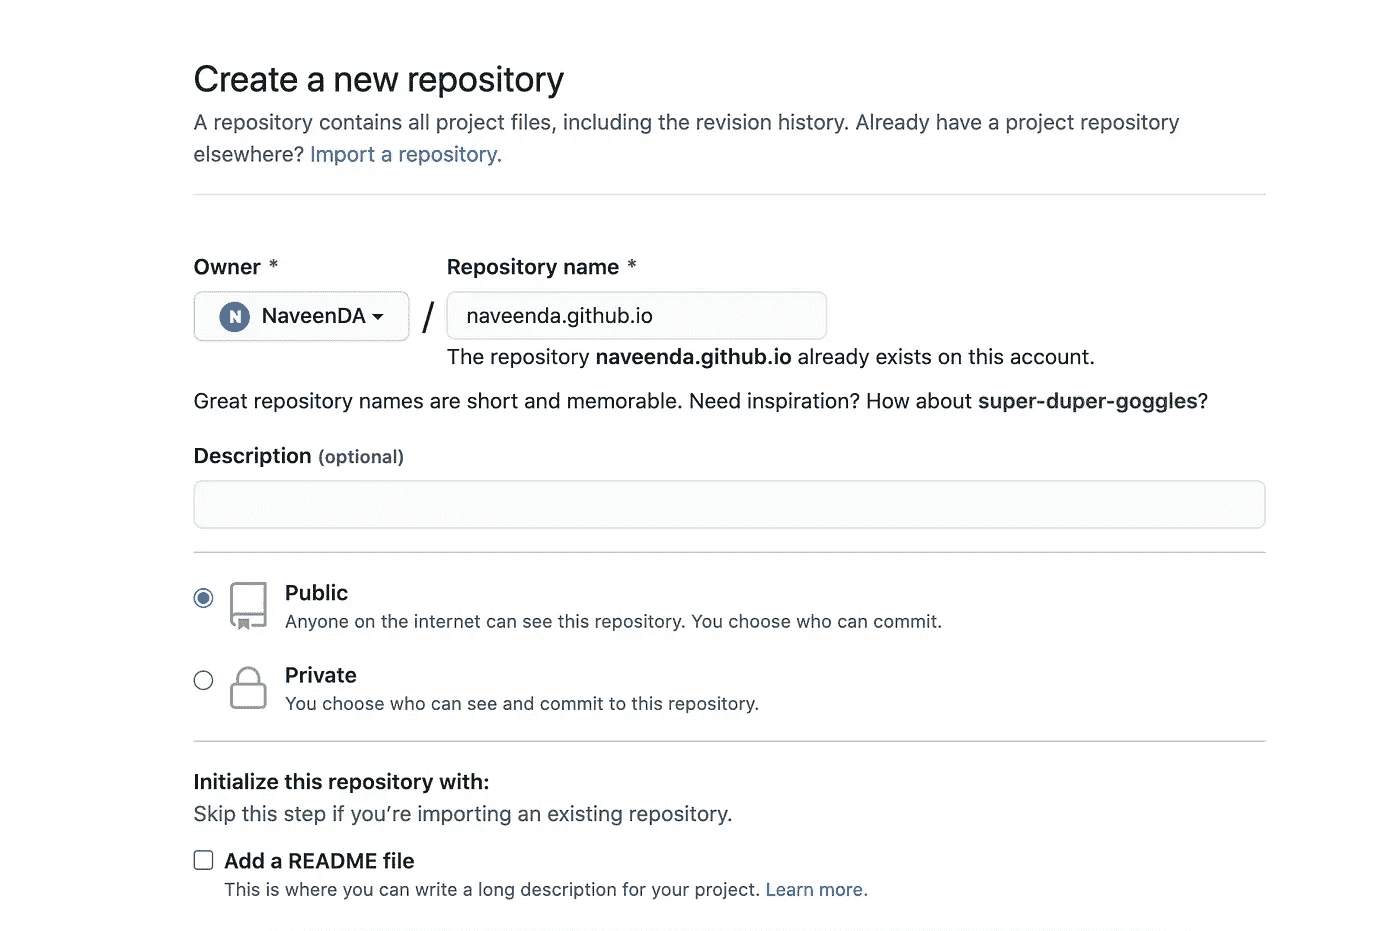 Create a new repository
A repository contains all project files, including the revision history. Already have a project repository
elsewhere? Import a repository.
Owner * Repository name *
N NaveenDA / naveenda.github.io
The repository naveenda.github.io already exists on this account.
Great repository names are short and memorable. Need inspiration? How about super-duper-goggles?
Description (optional)
Public
Anyone on the internet can see this repository. You choose who can commit.
Private
You choose who can see and commit to this repository.
Initialize this repository with:
Skip this step if you’re importing an existing repository.
Add a README file
This is where you can write a long description for your project. Learn more.